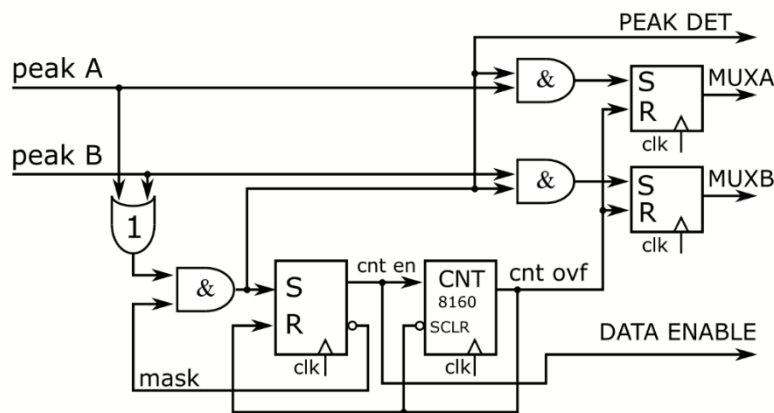 PEAK DET
peak A
&
S
R
clk
MUXA
peak B
&
S
R
clk
MUXB
1
&
S
R
clk
cnt en
CNT
8160
SCLR
clk
cnt ovf
DATA ENABLE
mask